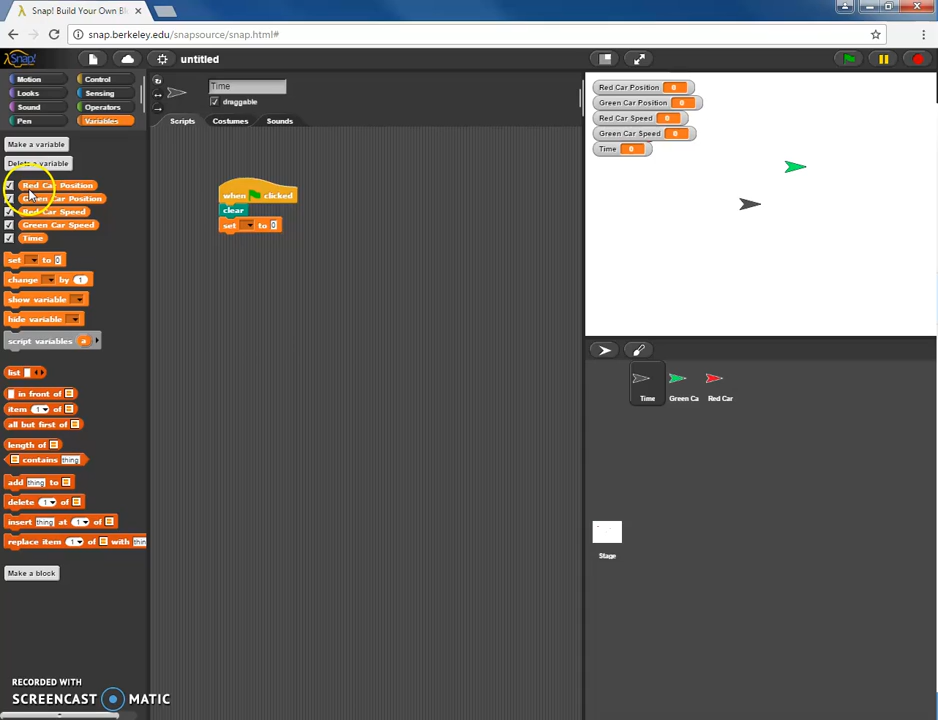 Snap! Build Your Own Blo
snap.berkeley.edu/snapsource/snap.html#
Snap!
untitled
Motion
Control
Looks
Sensing
Sound
Operators
Pen
Variables
Make a variable
Delete a variable
Red Car Position
Green Car Position
Red Car Speed
Green Car Speed
Time
set to 0
change by 1
show variable
hide variable
script variables a
list
in front of
item 1 of
all but first of
length of
contains thing
add thing to
delete 1 of
insert thing at 1 of
replace item 1 of with thin
Make a block
Time
draggable
Scripts
Costumes
Sounds
when clicked
clear
set to 0
Red Car Position 0
Green Car Position 0
Red Car Speed 0
Green Car Speed 0
Time 0
Time
Green Ca
Red Car
Stage
RECORDED WITH
SCREENCAST MATIC